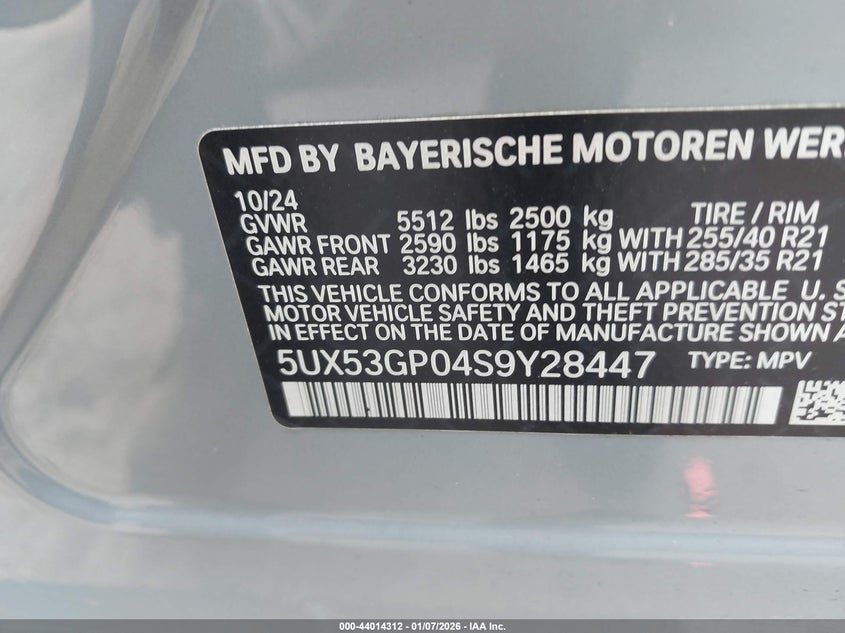 MFD BY BAYERISCHE MOTOREN
10/24
GVWR 5512 lbs 2500 kg TIRE / RIM
GAWR FRONT 2590 lbs 1175 kg WITH 255/40 R21
GAWR REAR 3230 lbs 1465 kg WITH 285/35 R21
THIS VEHICLE CONFORMS TO ALL APPLICABLE U.
MOTOR VEHICLE SAFETY AND THEFT PREVENTION
IN EFFECT ON THE DATE OF MANUFACTURE SHOWN
5UX53GP04S9Y28447 TYPE: MPV
000-44014312 - 01/07/2026 - IAA Inc.